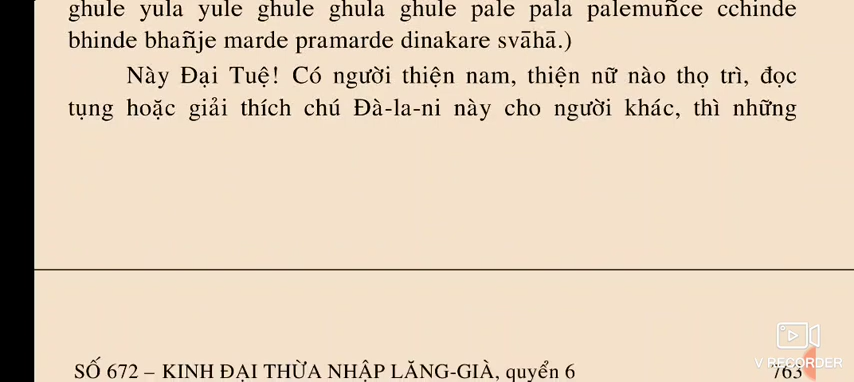 ghule yula yule ghule ghula ghule pale pala palemuñce cchinde
bhinde bhañje marde pramarde dinakare svāhā.)
Này Đại Tuệ! Có người thiện nam, thiện nữ nào thọ trì, đọc
tụng hoặc giải thích chú Đà-la-ni này cho người khác, thì những
SỐ 672 – KINH ĐẠI THỪA NHẬP LĂNG-GIÀ, quyển 6 763
V RECORDER